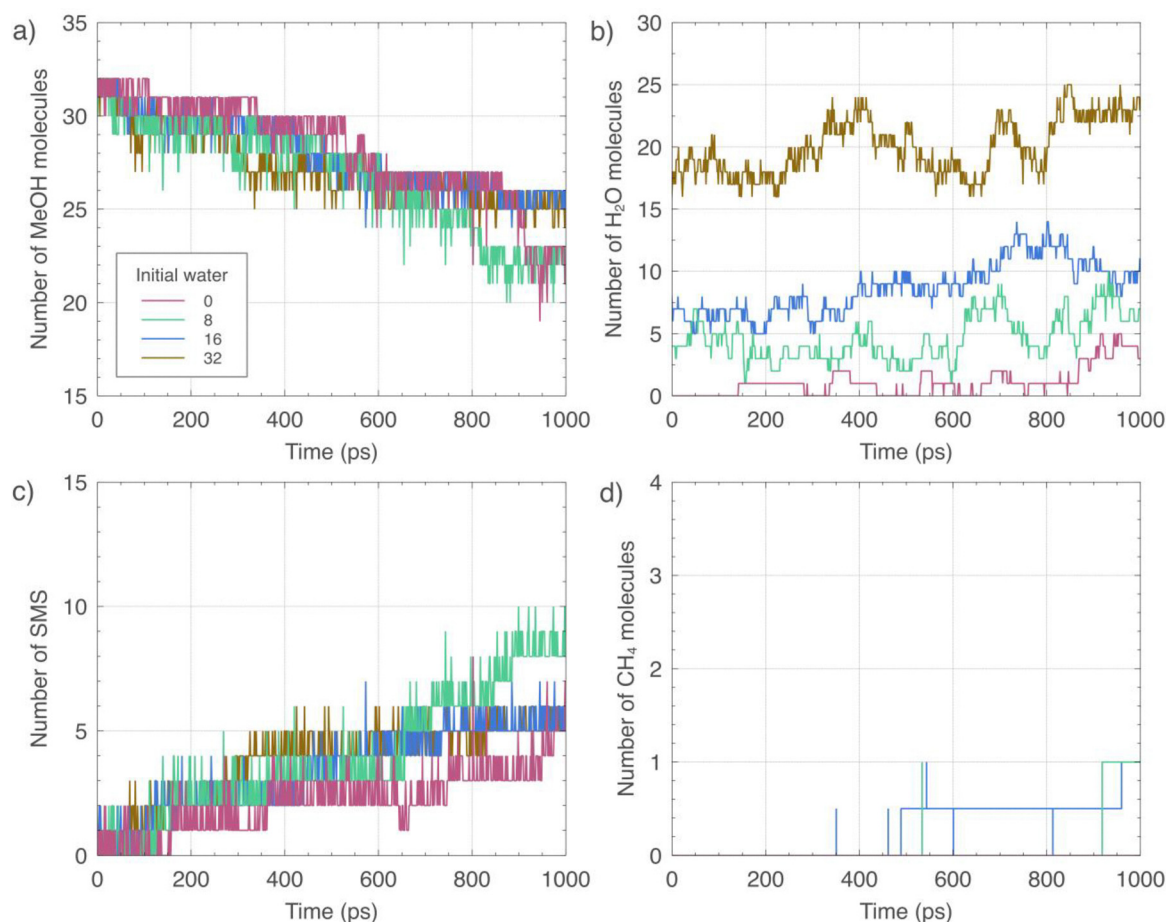 a)
Number of MeOH molecules
35
30
25
20
15
Initial water
0
8
16
32
0 200 400 600 800 1000
Time (ps)
b)
Number of H₂O molecules
30
25
20
15
10
5
0
0 200 400 600 800 1000
Time (ps)
c)
Number of SMS
15
10
5
0
0 200 400 600 800 1000
Time (ps)
d)
Number of CH₄ molecules
4
3
2
1
0
0 200 400 600 800 1000
Time (ps)